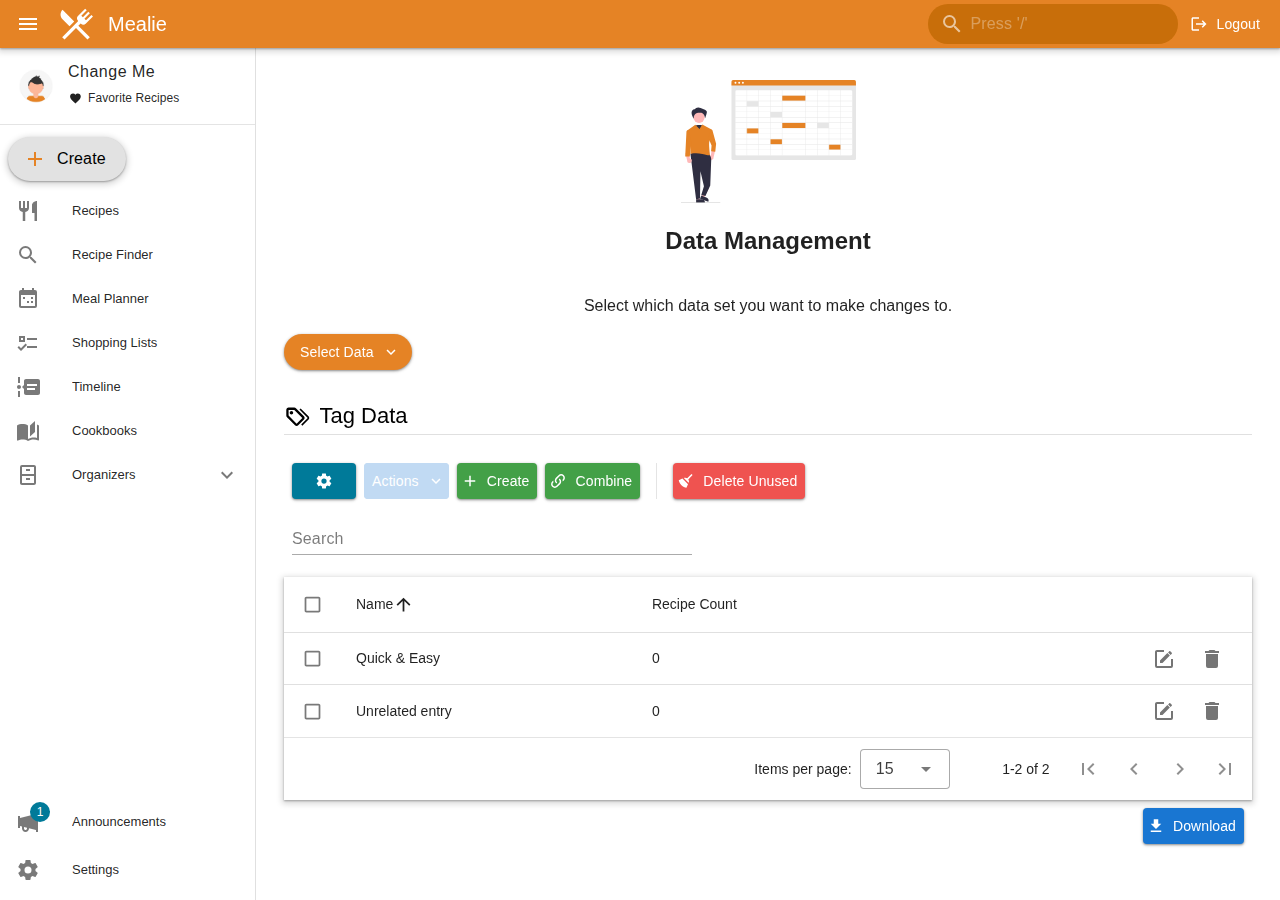 Mealie
Press '/'
Logout
Change Me
Favorite Recipes
Create
Recipes
Recipe Finder
Meal Planner
Shopping Lists
Timeline
Cookbooks
Organizers
1
Announcements
Settings
Data Management
Select which data set you want to make changes to.
Select Data
Tag Data
Actions
Create
Combine
Delete Unused
Search
Name Recipe Count
Quick & Easy 0
Unrelated entry 0
Items per page: 15 1-2 of 2
Download